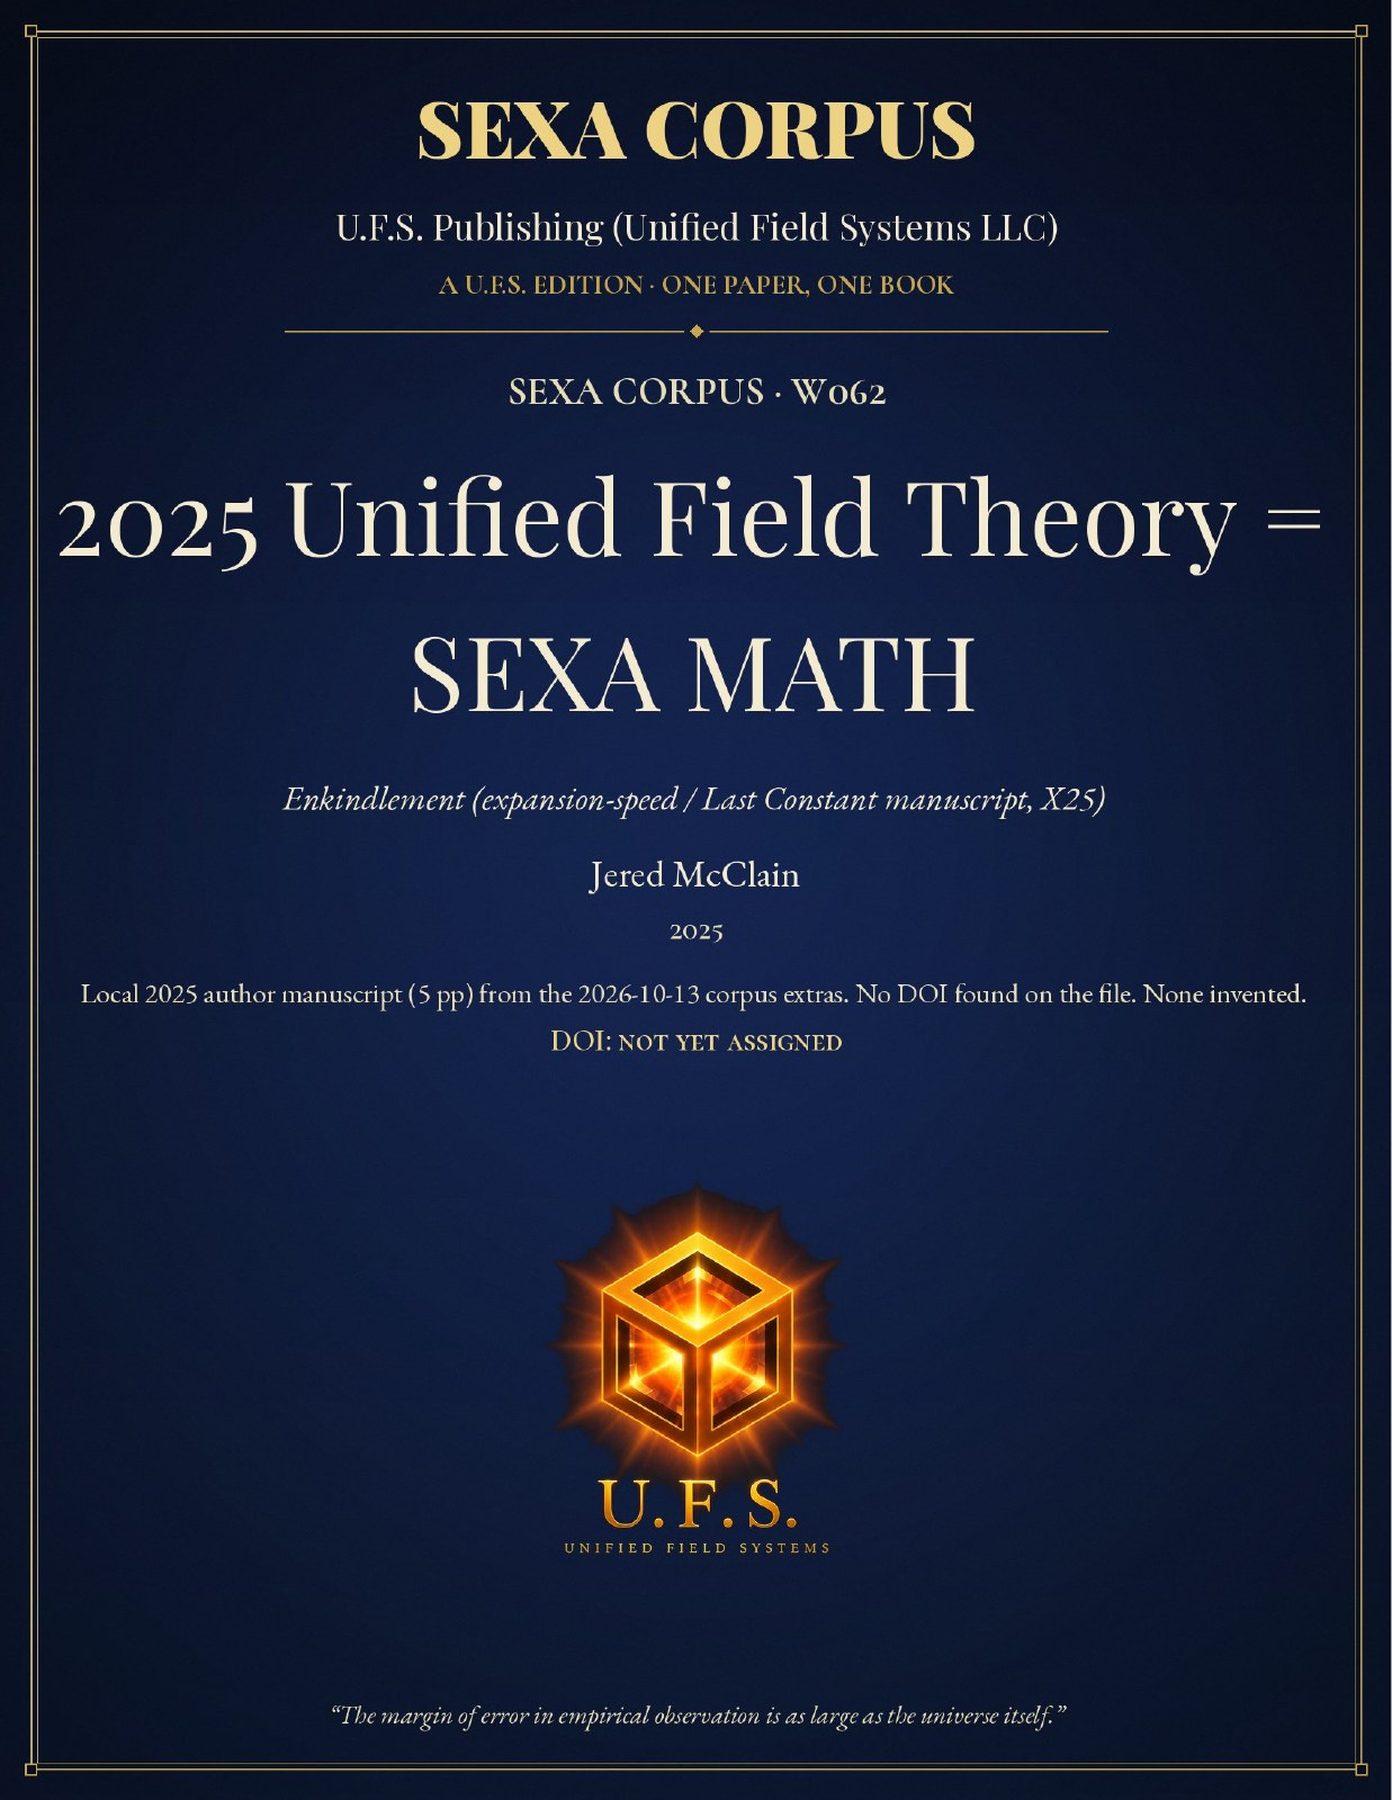 SEXA CORPUS
U.F.S. Publishing (Unified Field Systems LLC)
A U.F.S. EDITION · ONE PAPER, ONE BOOK
SEXA CORPUS · W062
2025 Unified Field Theory =
SEXA MATH
Enkindlement (expansion-speed / Last Constant manuscript, X25)
Jered McClain
2025
Local 2025 author manuscript (5 pp) from the 2026-10-13 corpus extras. No DOI found on the file. None invented.
DOI: NOT YET ASSIGNED
U.F.S.
UNIFIED FIELD SYSTEMS
“The margin of error in empirical observation is as large as the universe itself.”